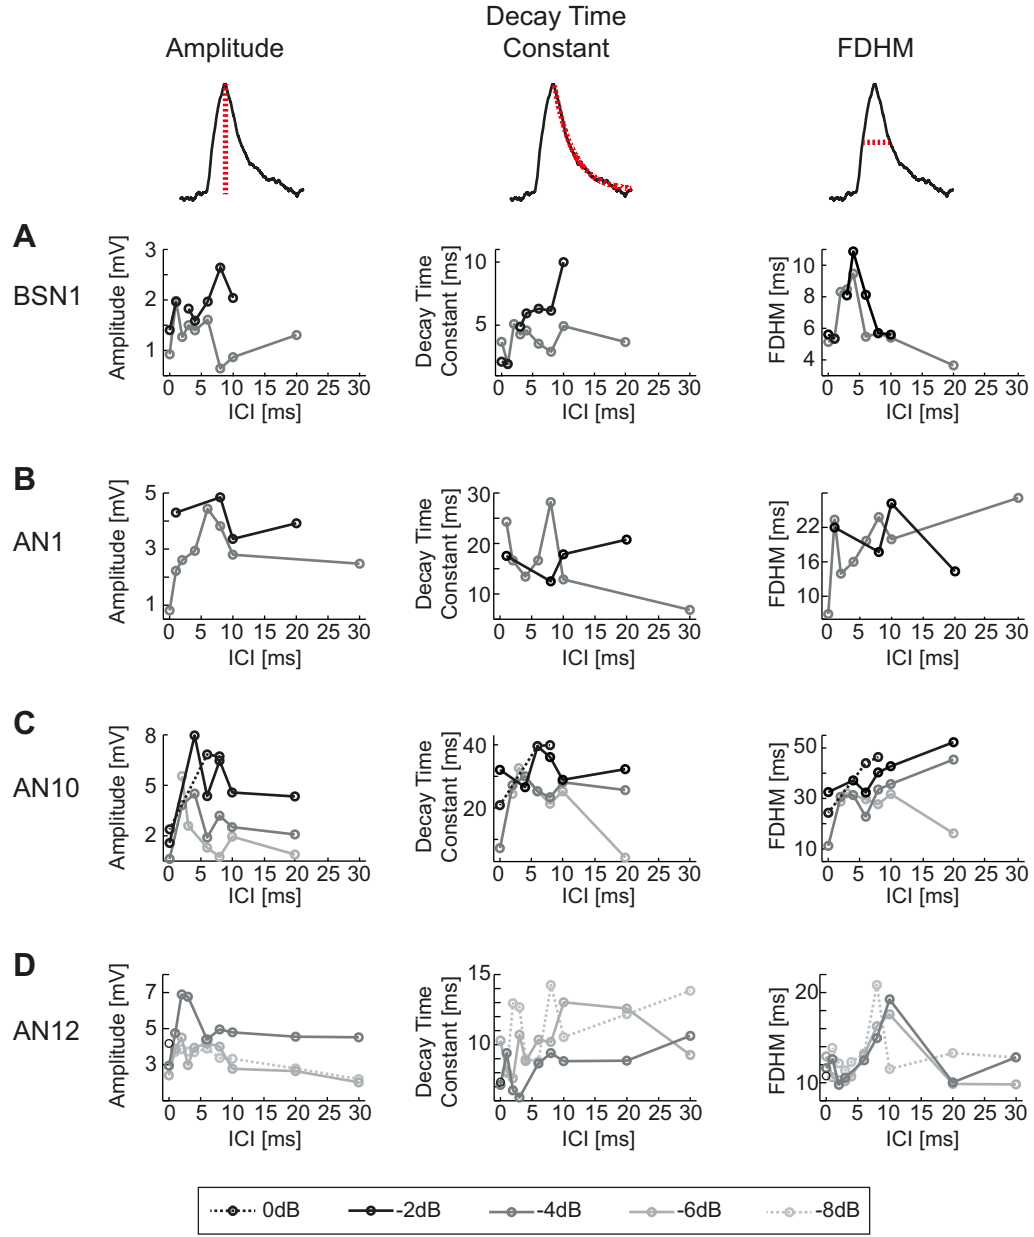 Amplitude
Decay Time
Constant
FDHM
A
BSN1
Amplitude [mV]
3
2
1
0 5 10 15 20 25 30
ICI [ms]
Decay Time
Constant [ms]
10
5
0 5 10 15 20 25 30
ICI [ms]
FDHM [ms]
10
8
6
4
0 5 10 15 20 25 30
ICI [ms]
B
AN1
Amplitude [mV]
5
3
1
0 5 10 15 20 25 30
ICI [ms]
Decay Time
Constant [ms]
30
20
10
0 5 10 15 20 25 30
ICI [ms]
FDHM [ms]
22
16
10
0 5 10 15 20 25 30
ICI [ms]
C
AN10
Amplitude [mV]
8
5
2
0 5 10 15 20 25 30
ICI [ms]
Decay Time
Constant [ms]
40
20
0 5 10 15 20 25 30
ICI [ms]
FDHM [ms]
50
30
10
0 5 10 15 20 25 30
ICI [ms]
D
AN12
Amplitude [mV]
7
5
3
0 5 10 15 20 25 30
ICI [ms]
Decay Time
Constant [ms]
15
10
0 5 10 15 20 25 30
ICI [ms]
FDHM [ms]
20
10
0 5 10 15 20 25 30
ICI [ms]
0dB -2dB -4dB -6dB -8dB